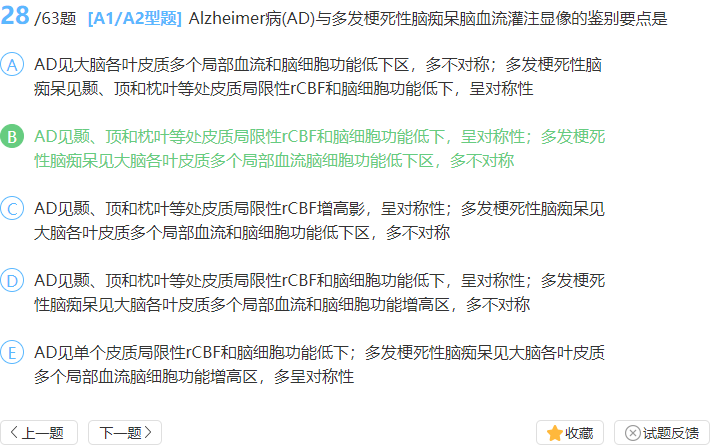 28/63题 [A1/A2型题] Alzheimer病(AD)与多发梗死性脑痴呆脑血流灌注显像的鉴别要点是
A AD见大脑各叶皮质多个局部血流和脑细胞功能低下区，多不对称；多发梗死性脑
痴呆见颞、顶和枕叶等处皮质局限性rCBF和脑细胞功能低下，呈对称性
B AD见颞、顶和枕叶等处皮质局限性rCBF和脑细胞功能低下，呈对称性；多发梗死
性脑痴呆见大脑各叶皮质多个局部血流脑细胞功能低下区，多不对称
C AD见颞、顶和枕叶等处皮质局限性rCBF增高影，呈对称性；多发梗死性脑痴呆见
大脑各叶皮质多个局部血流和脑细胞功能低下区，多不对称
D AD见颞、顶和枕叶等处皮质局限性rCBF和脑细胞功能低下，呈对称性；多发梗死
性脑痴呆见大脑各叶皮质多个局部血流和脑细胞功能增高区，多不对称
E AD见单个皮质局限性rCBF和脑细胞功能低下；多发梗死性脑痴呆见大脑各叶皮质
多个局部血流脑细胞功能增高区，多呈对称性
上一题 下一题 收藏 试题反馈